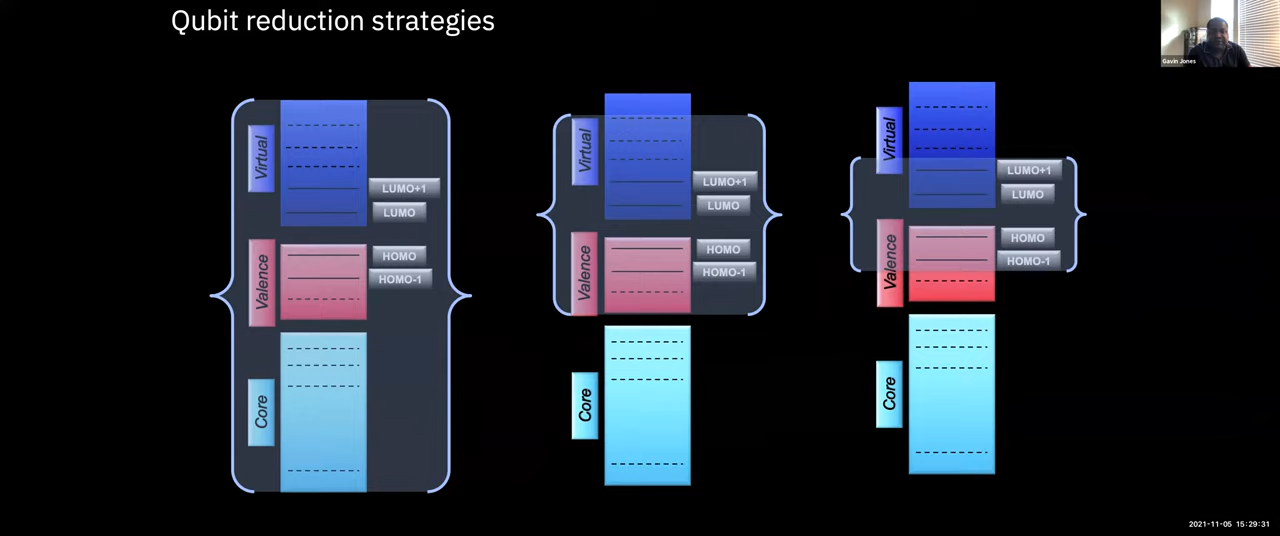 Qubit reduction strategies
Gavin Jones
Virtual
LUMO+1
LUMO
Valence
HOMO
HOMO-1
Core
Virtual
LUMO+1
LUMO
Valence
HOMO
HOMO-1
Core
Virtual
LUMO+1
LUMO
Valence
HOMO
HOMO-1
Core
2021-11-05 15:29:31